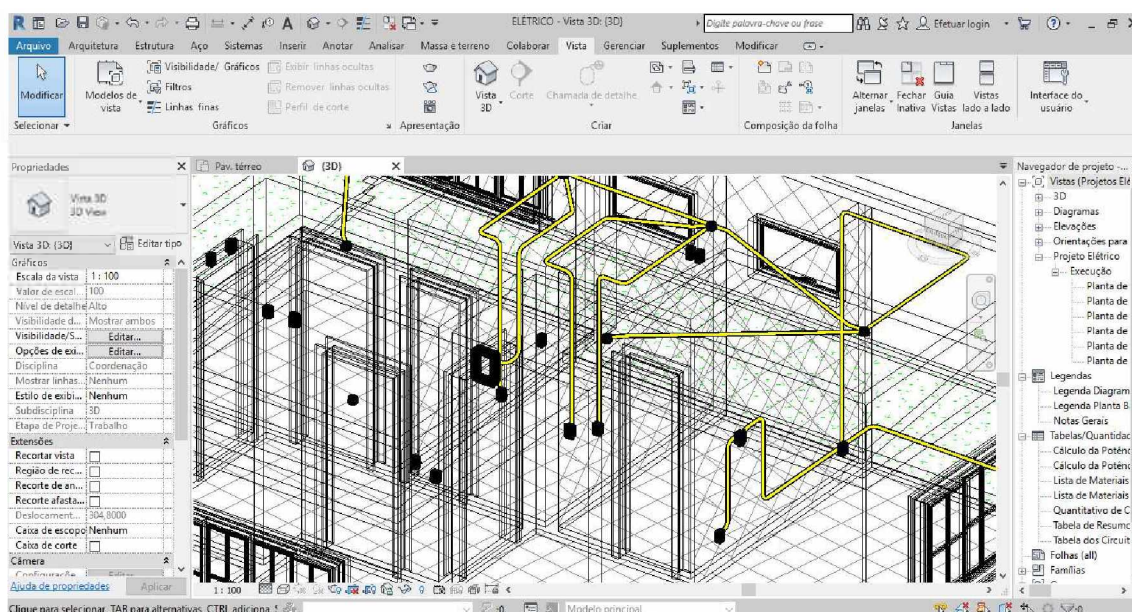 ELÉTRICO - Vista 3D: {3D}
Digite palavra-chave ou frase
Efetuar login
Arquivo Arquitetura Estrutura Aço Sistemas Inserir Anotar Analisar Massa e terreno Colaborar Vista Gerenciar Suplementos Modificar
Modificar
Modelos de vista
Visibilidade/ Gráficos
Filtros
Linhas finas
Exibir linhas ocultas
Remover linhas ocultas
Perfil de corte
Vista 3D
Corte
Chamada de detalhe
Alternar janelas
Fechar Inativa
Guia Vistas
Vistas lado a lado
Interface do usuário
Selecionar
Gráficos
Apresentação
Criar
Composição da folha
Janelas
Propriedades
Vista 3D
3D View
Vista 3D: {3D}
Editar tipo
Gráficos
Escala da vista 1 : 100
Valor de escal... 100
Nível de detalhe Alto
Visibilidade d... Mostrar ambos
Visibilidade/S... Editar...
Opções de exi... Editar...
Disciplina Coordenação
Mostrar linhas... Nenhum
Estilo de exibi... Nenhum
Subdisciplina 3D
Etapa de Proje... Trabalho
Extensões
Recortar vista
Região de rec...
Recorte de an...
Recorte afasta...
Deslocament... 304,8000
Caixa de escopo Nenhum
Caixa de corte
Câmera
Ajuda de propriedades
Aplicar
Pav. térreo
{3D}
1 : 100
Navegador de projeto -...
Vistas (Projetos Elé
3D
Diagramas
Elevações
Orientações para
Projeto Elétrico
Execução
Planta de
Planta de
Planta de
Planta de
Planta de
Planta de
Legendas
Legenda Diagram
Legenda Planta B
Notas Gerais
Tabelas/Quantidad
Cálculo da Potênc
Cálculo da Potênc
Lista de Materiais
Lista de Materiais
Quantitativo de C
Tabela de Resumo
Tabela dos Circuit
Folhas (all)
Famílias
Clique para selecionar, TAB para alternativas, CTRL adiciona
:0
Modelo principal